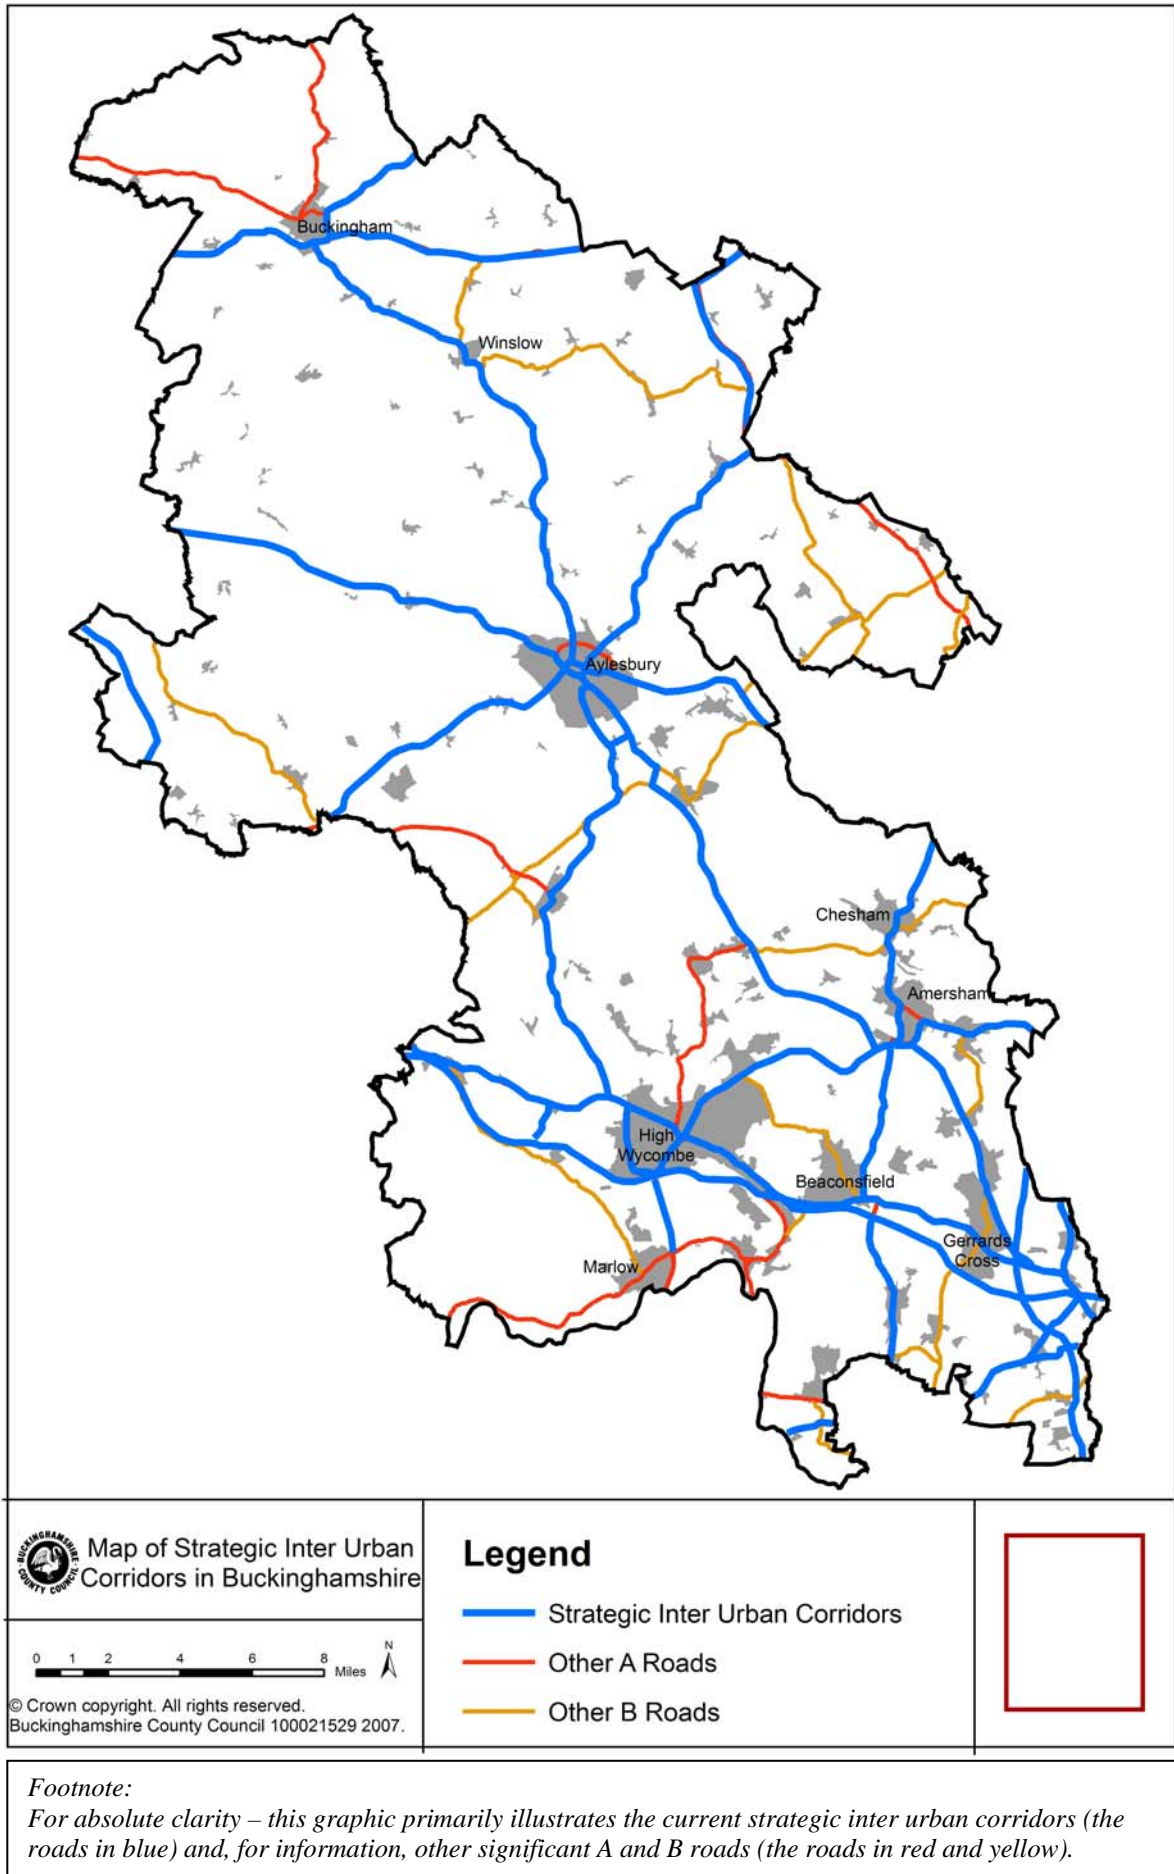 Buckingham
Winslow
Aylesbury
Chesham
Amersham
High
Wycombe
Beaconsfield
Gerrards
Cross
Marlow
BUCKINGHAMSHIRE
COUNTY COUNCIL
Map of Strategic Inter Urban
Corridors in Buckinghamshire
N
0 1 2 4 6 8
Miles
© Crown copyright. All rights reserved.
Buckinghamshire County Council 100021529 2007.
Legend
Strategic Inter Urban Corridors
Other A Roads
Other B Roads
Footnote:
For absolute clarity – this graphic primarily illustrates the current strategic inter urban corridors (the
roads in blue) and, for information, other significant A and B roads (the roads in red and yellow).